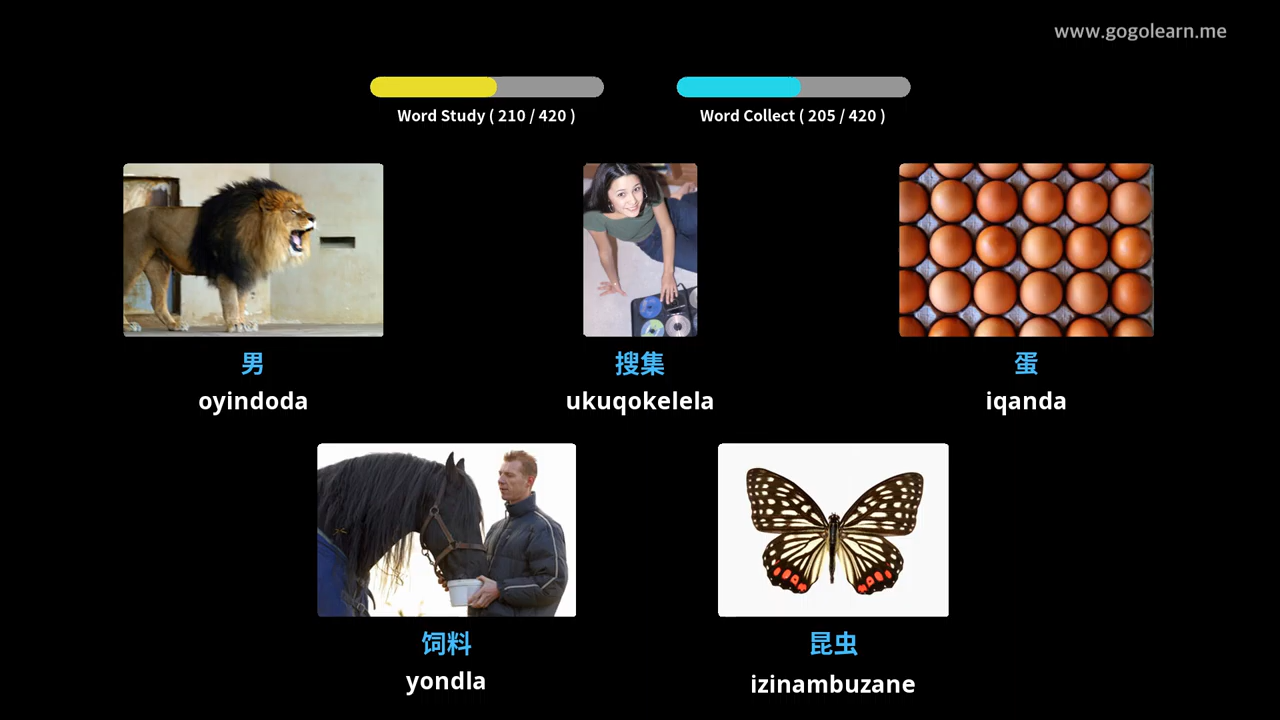 www.gogolearn.me
Word Study ( 210 / 420 )
Word Collect ( 205 / 420 )
男
oyindoda
搜集
ukuqokelela
蛋
iqanda
饲料
yondla
昆虫
izinambuzane